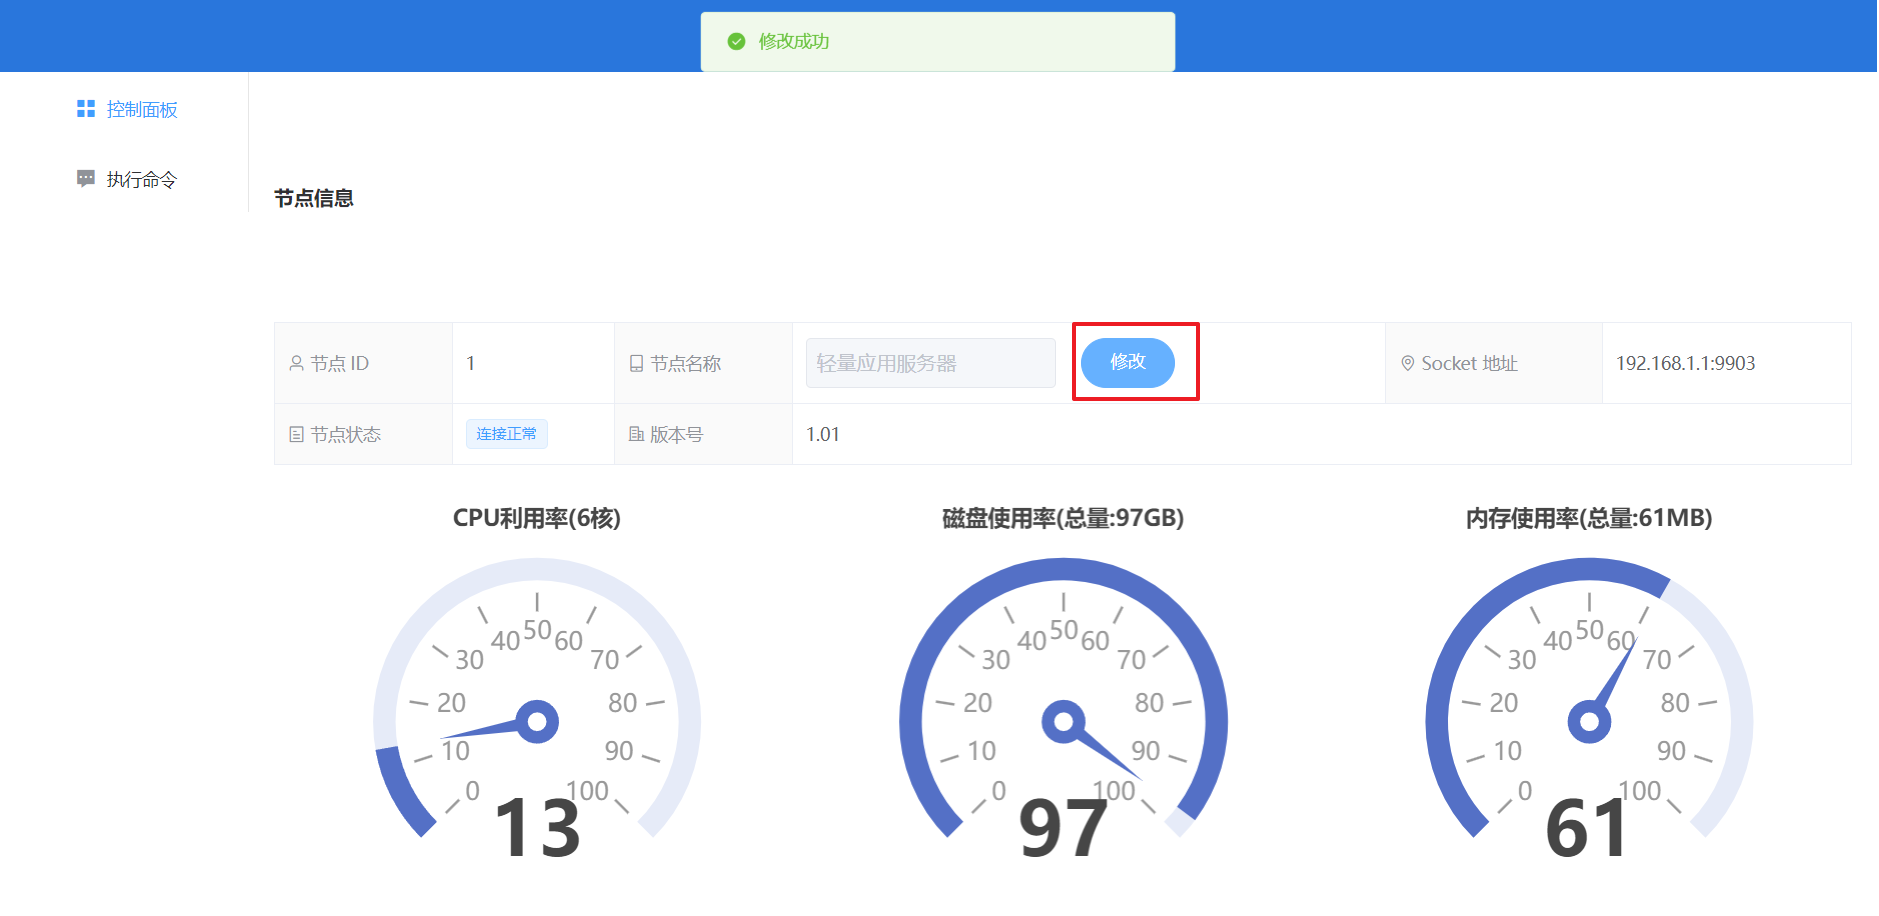 修改成功
控制面板
执行命令
节点信息
节点 ID 1 节点名称 轻量应用服务器 修改 Socket 地址 192.168.1.1:9903
节点状态 连接正常 版本号 1.01
CPU利用率(6核)
0 10 20 30 40 50 60 70 80 90 100
13
磁盘使用率(总量:97GB)
0 10 20 30 40 50 60 70 80 90 100
97
内存使用率(总量:61MB)
0 10 20 30 40 50 60 70 80 90 100
61